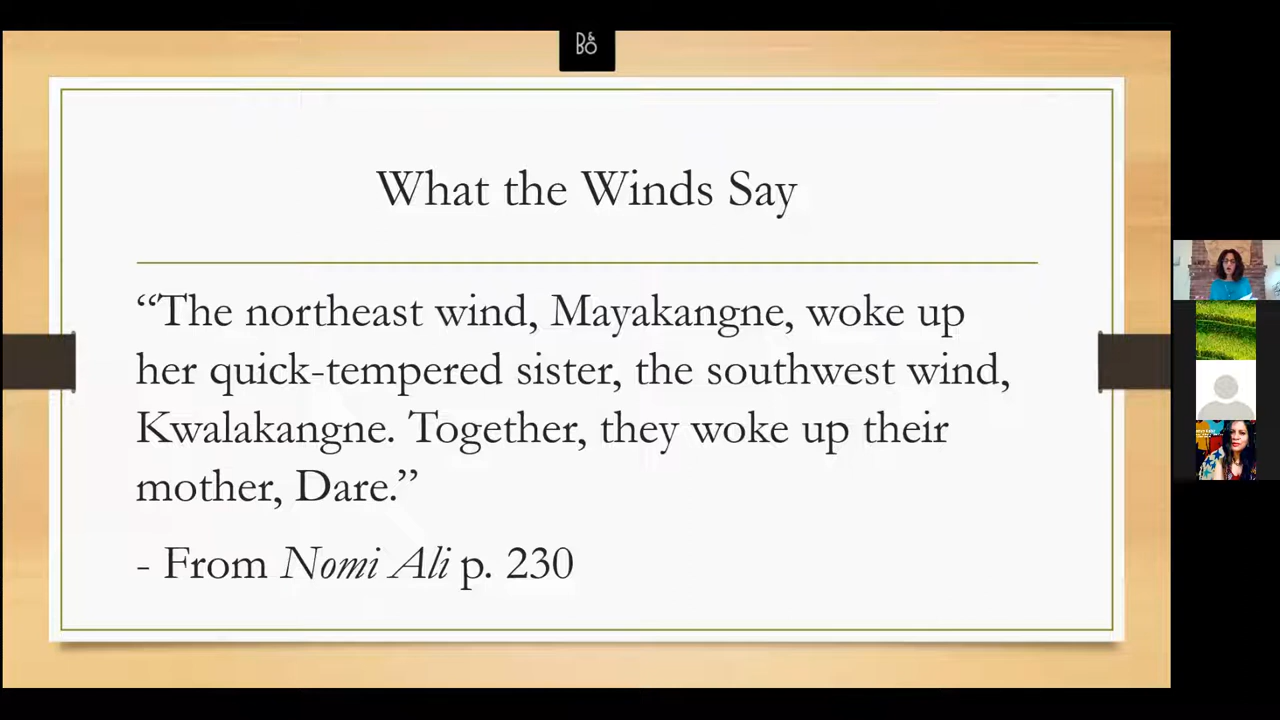 B&O
What the Winds Say
“The northeast wind, Mayakangne, woke up
her quick-tempered sister, the southwest wind,
Kwalakangne. Together, they woke up their
mother, Dare.”
- From Nomi Ali p. 230